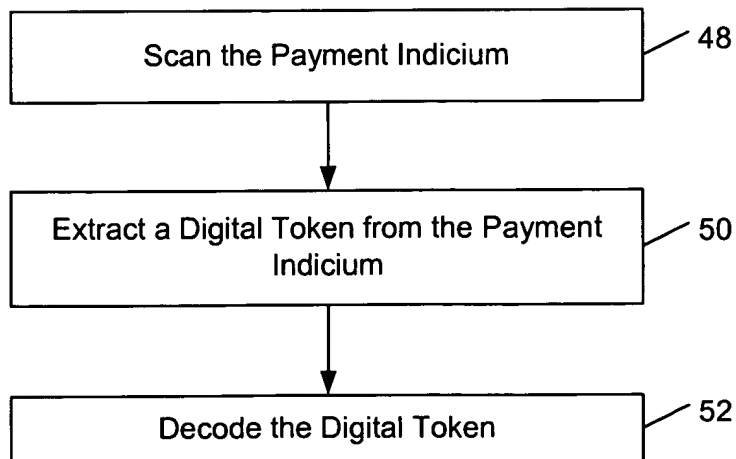 Scan the Payment Indicium
48
Extract a Digital Token from the Payment
Indicium
50
Decode the Digital Token
52